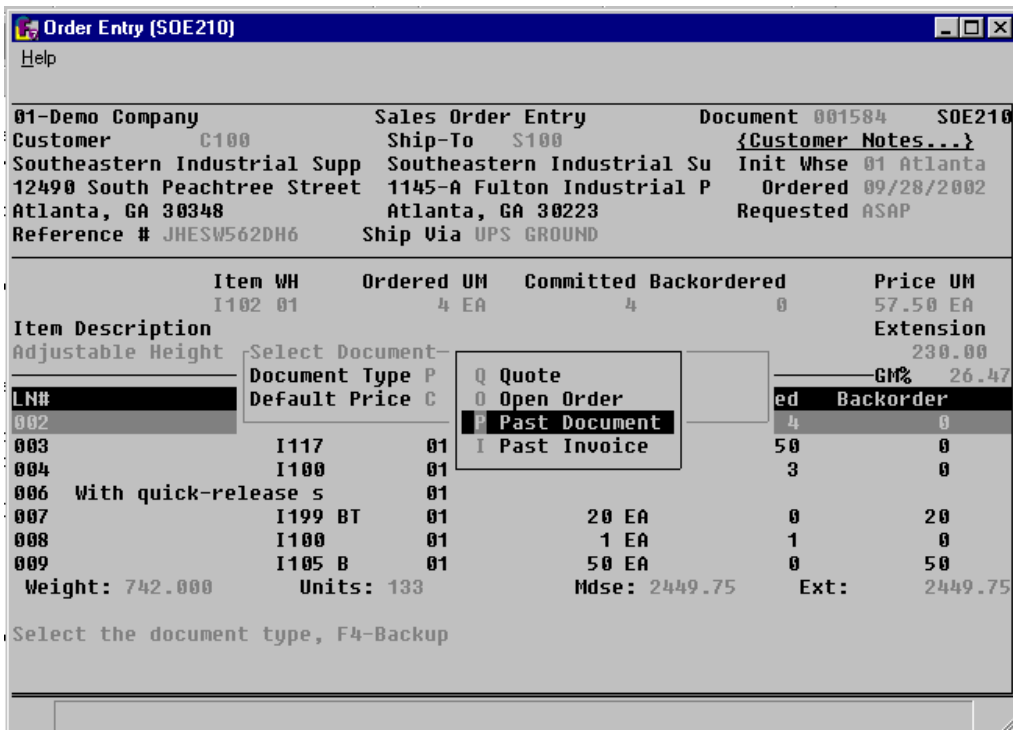 Order Entry (SOE210)
Help
01-Demo Company Sales Order Entry Document 001584 SOE210
Customer C100 Ship-To S100 {Customer Notes...}
Southeastern Industrial Supp Southeastern Industrial Su Init Whse 01 Atlanta
12490 South Peachtree Street 1145-A Fulton Industrial P Ordered 09/28/2002
Atlanta, GA 30348 Atlanta, GA 30223 Requested ASAP
Reference # JHESW562DH6 Ship Via UPS GROUND
Item WH Ordered UM Committed Backordered Price UM
I102 01 4 EA 4 0 57.50 EA
Item Description Extension
Adjustable Height Select Document 230.00
Document Type P Q Quote GM% 26.47
LN# Default Price C O Open Order ed Backorder
002 P Past Document 4 0
003 I117 01 I Past Invoice 50 0
004 I100 01 3 0
006 With quick-release s 01
007 I199 BT 01 20 EA 0 20
008 I100 01 1 EA 1 0
009 I105 B 01 50 EA 0 50
Weight: 742.000 Units: 133 Mdse: 2449.75 Ext: 2449.75
Select the document type, F4-Backup